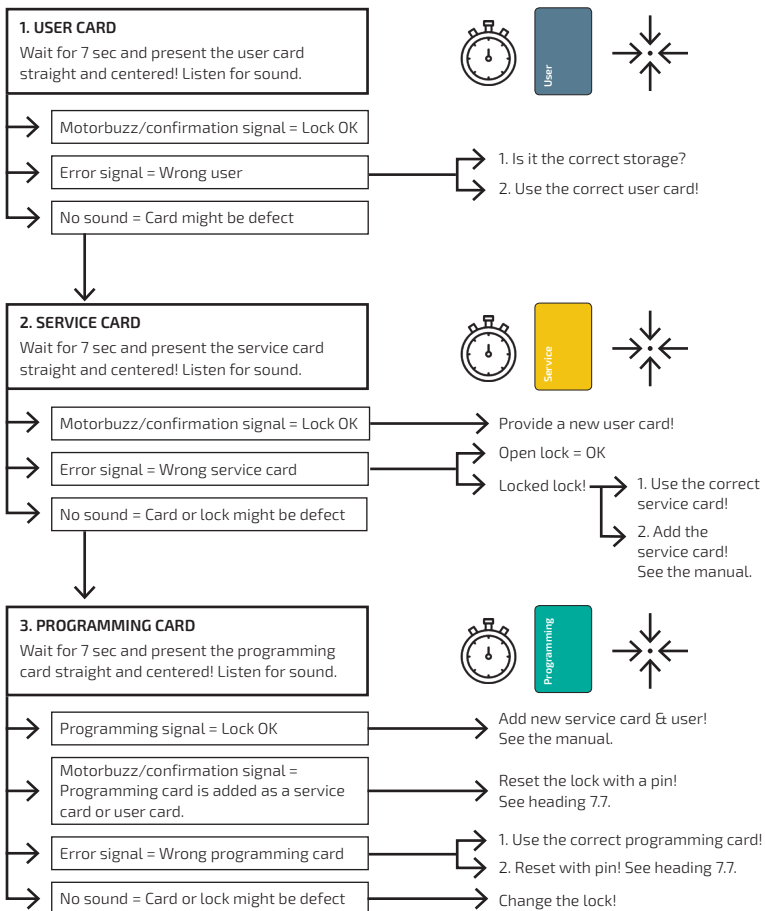 1. USER CARD
Wait for 7 sec and present the user card
straight and centered! Listen for sound.
User
Motorbuzz/confirmation signal = Lock OK
Error signal = Wrong user
1. Is it the correct storage?
2. Use the correct user card!
No sound = Card might be defect
2. SERVICE CARD
Wait for 7 sec and present the service card
straight and centered! Listen for sound.
Service
Motorbuzz/confirmation signal = Lock OK
Provide a new user card!
Error signal = Wrong service card
Open lock = OK
Locked lock!
1. Use the correct
service card!
2. Add the
service card!
See the manual.
No sound = Card or lock might be defect
3. PROGRAMMING CARD
Wait for 7 sec and present the programming
card straight and centered! Listen for sound.
Programming
Programming signal = Lock OK
Add new service card & user!
See the manual.
Motorbuzz/confirmation signal =
Programming card is added as a service
card or user card.
Reset the lock with a pin!
See heading 7.7.
Error signal = Wrong programming card
1. Use the correct programming card!
2. Reset with pin! See heading 7.7.
No sound = Card or lock might be defect
Change the lock!